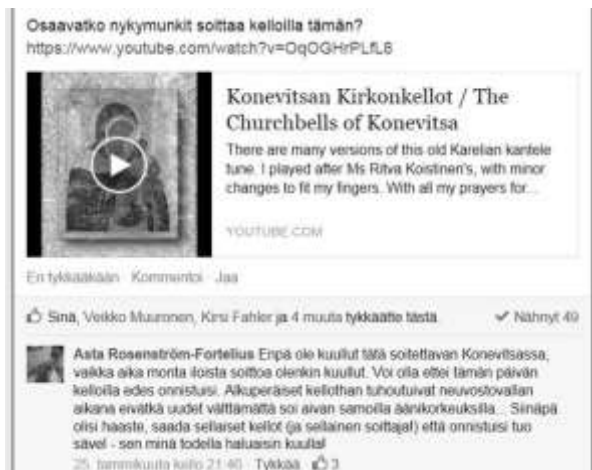 Osaavatko nykymunkit soittaa kelloilla tämän?
https://www.youtube.com/watch?v=OqOGHrPLfL8
Konevitsan Kirkonkellot / The
Churchbells of Konevitsa
There are many versions of this old Karelian kantele
tune. I played after Ms Ritva Koistinen's, with minor
changes to fit my fingers. With all my prayers for...
YOUTUBE.COM
En tykkääkään Kommentoi Jaa
Sinä, Veikko Muuronen, Kirsi Fahler ja 4 muuta tykkäätte tästä.
Nähnyt 49
Asta Rosenström-Fortelius Enpä ole kuullut tätä soitettavan Konevitsassa,
vaikka aika monta iloista soittoa olenkin kuullut. Voi olla ettei tämän päivän
kelloilla edes onnistuisi. Alkuperäiset kellothan tuhoutuivat neuvostovallan
aikana eivätkä uudet välttämättä soi aivan samoilla äänikorkeuksilla... Siinäpä
olisi haaste, saada sellaiset kellot (ja sellainen soittaja!) että onnistuisi tuo
sävel - sen minä todella haluaisin kuulla!
25. tammikuuta kello 21:46 Tykkää 3